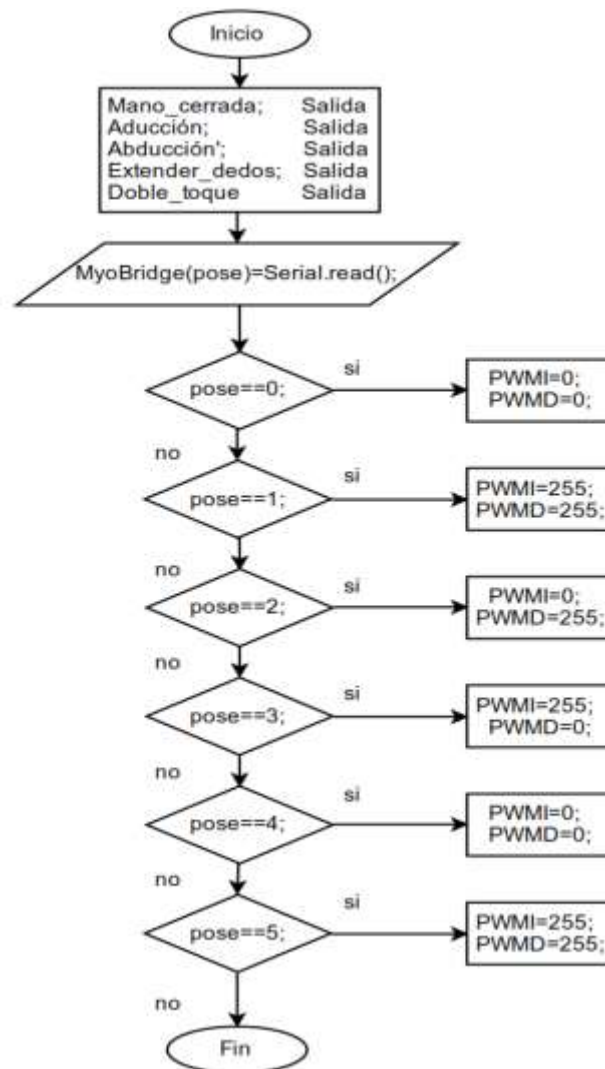 Inicio
Mano_cerrada; Salida
Aducción; Salida
Abducción'; Salida
Extender_dedos; Salida
Doble_toque Salida
MyoBridge(pose)=Serial.read();
pose==0;
si
PWMI=0;
PWMD=0;
no
pose==1;
si
PWMI=255;
PWMD=255;
no
pose==2;
si
PWMI=0;
PWMD=255;
no
pose==3;
si
PWMI=255;
PWMD=0;
no
pose==4;
si
PWMI=0;
PWMD=0;
no
pose==5;
si
PWMI=255;
PWMD=255;
no
Fin